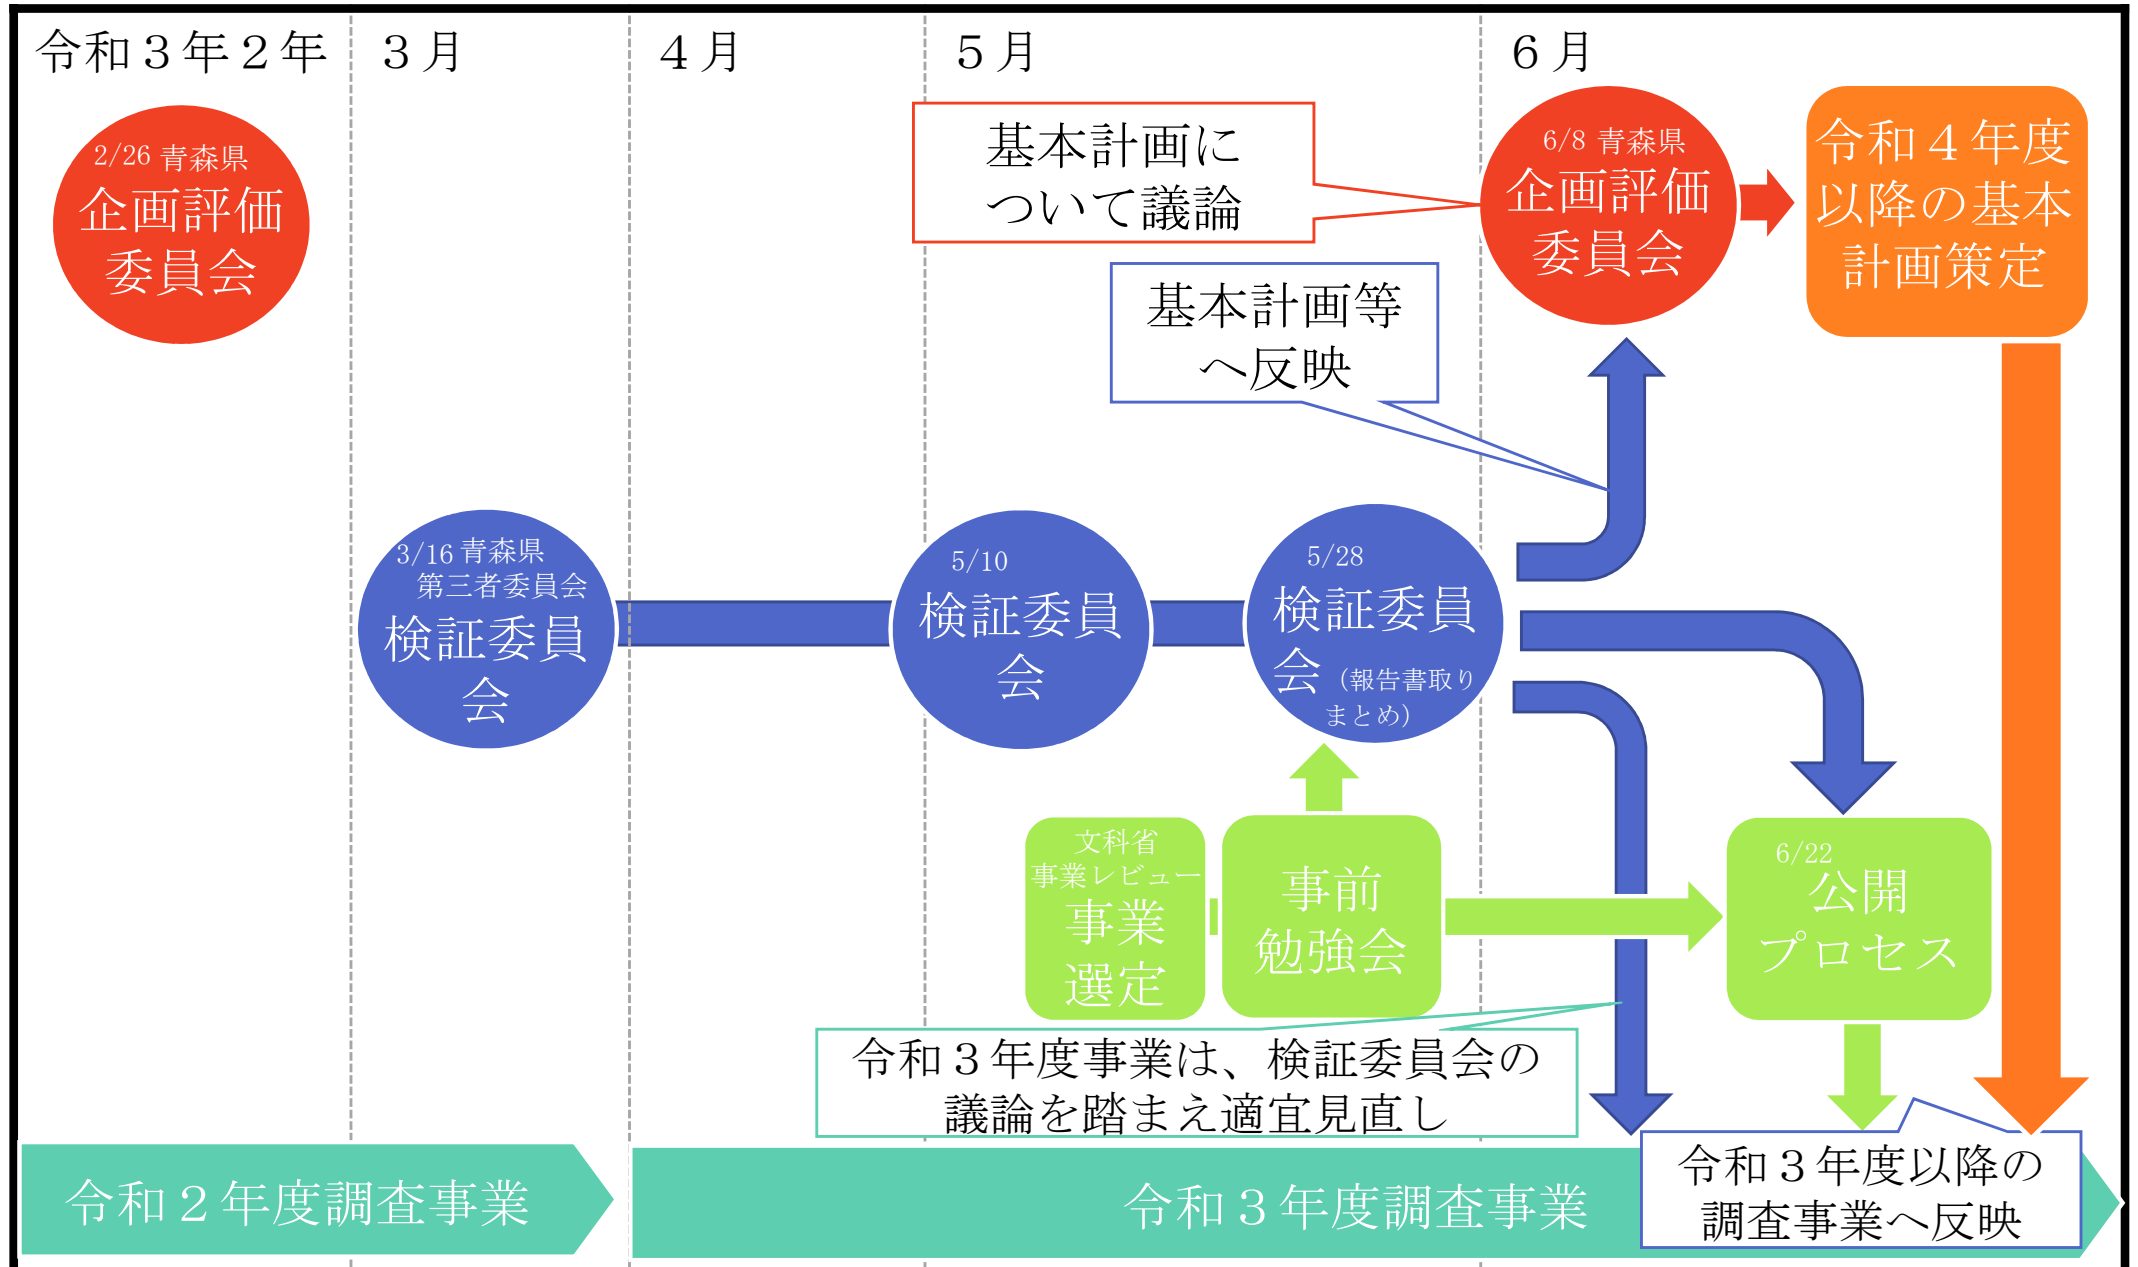 令和３年２年
３月
４月
５月
６月
2/26 青森県
企画評価
委員会
基本計画に
ついて議論
6/8 青森県
企画評価
委員会
令和４年度
以降の基本
計画策定
基本計画等
へ反映
3/16 青森県
第三者委員会
検証委員
会
5/10
検証委員
会
5/28
検証委員
会（報告書取り
まとめ）
文科省
事業レビュー
事業
選定
事前
勉強会
6/22
公開
プロセス
令和３年度事業は、検証委員会の
議論を踏まえ適宜見直し
令和２年度調査事業
令和３年度調査事業
令和３年度以降の
調査事業へ反映